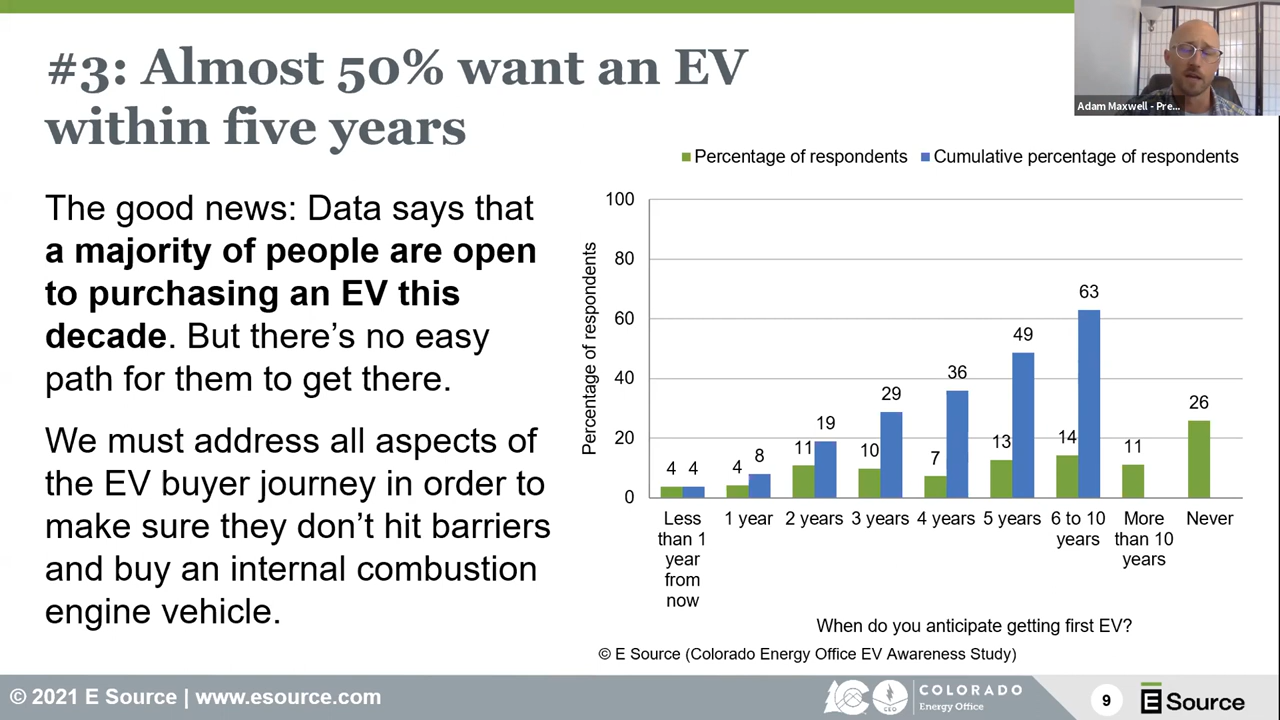 #3: Almost 50% want an EV
within five years
Adam Maxwell - Pre...
The good news: Data says that
a majority of people are open
to purchasing an EV this
decade. But there's no easy
path for them to get there.
We must address all aspects of
the EV buyer journey in order to
make sure they don't hit barriers
and buy an internal combustion
engine vehicle.
Percentage of respondents
Cumulative percentage of respondents
Percentage of respondents
100
80
60
40
20
0
4 4
4 8
11 19
10 29
7 36
13 49
14 63
11
26
Less
than 1
year
from
now
1 year
2 years
3 years
4 years
5 years
6 to 10
years
More
than 10
years
Never
When do you anticipate getting first EV?
© E Source (Colorado Energy Office EV Awareness Study)
© 2021 E Source | www.esource.com
CEO
COLORADO
Energy Office
9
E Source